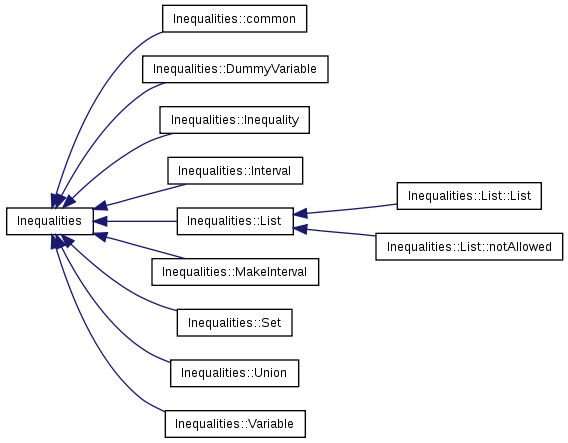 Inequalities::common
Inequalities::DummyVariable
Inequalities::Inequality
Inequalities::Interval
Inequalities::List::List
Inequalities
Inequalities::List
Inequalities::List::notAllowed
Inequalities::MakeInterval
Inequalities::Set
Inequalities::Union
Inequalities::Variable